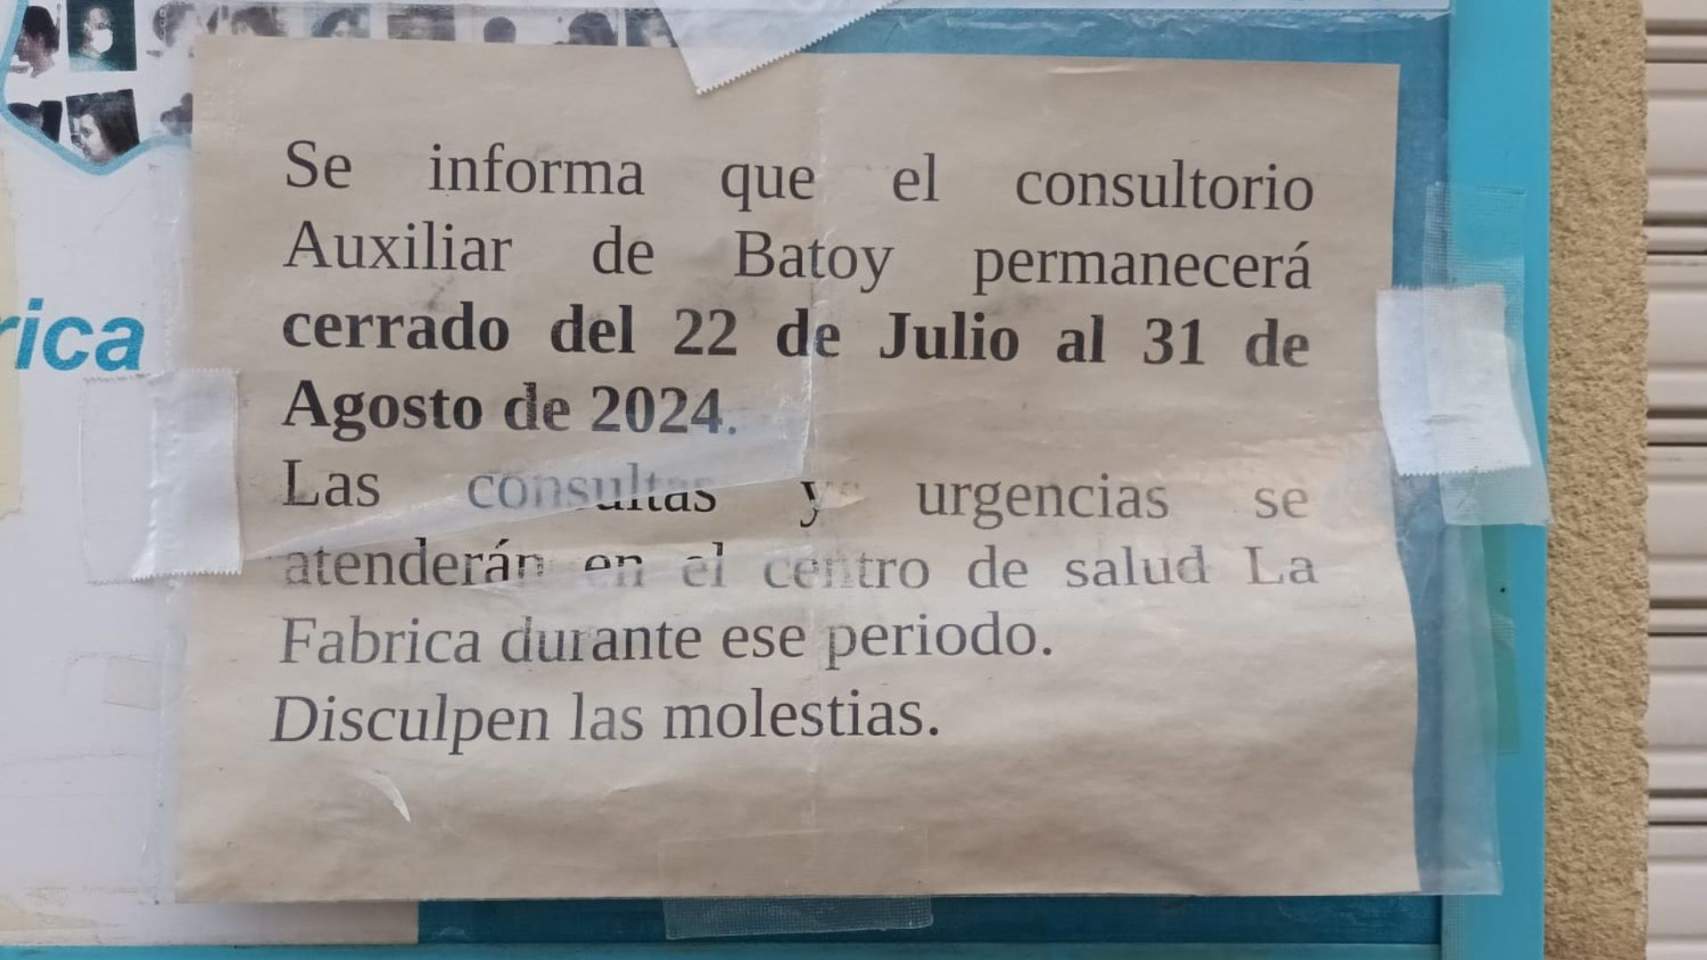 Se informa que el consultorio
Auxiliar de Batoy permanecerá
cerrado del 22 de Julio al 31 de
Agosto de 2024.
Las consultas y urgencias se
atenderán en el centro de salud La
Fabrica durante ese periodo.
Disculpen las molestias.
rica